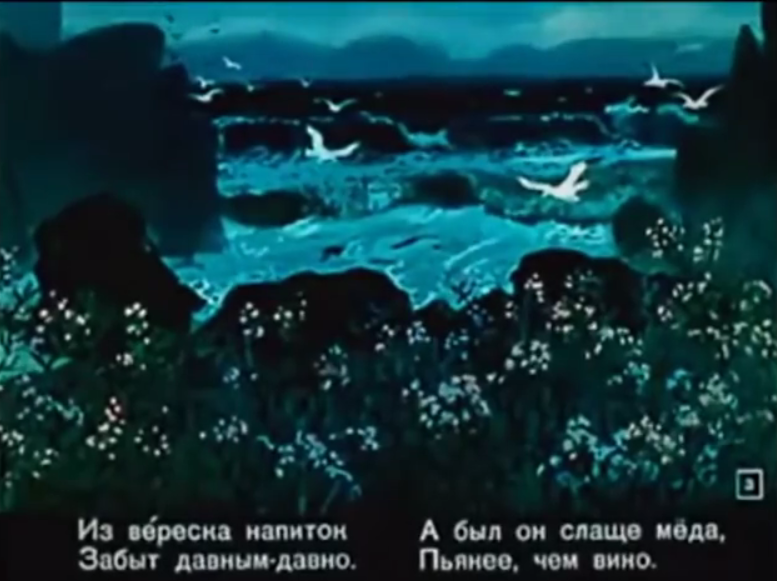 3
Из ве́реска напиток
Забыт давным-давно.
А был он слаще мёда,
Пьянее, чем вино.